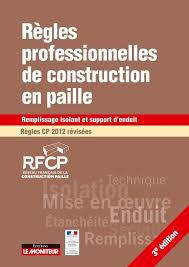 Règles
professionnelles
de construction
en paille
Remplissage isolant et support d'enduit
Règles CP 2012 révisées
RFCP
RÉSEAU FRANÇAIS DE LA
CONSTRUCTION PAILLE
Technique
Isolation
Mise en œuvre
Enduit
Étanchéité
Remplissage
3e édition
ÉDITIONS
LE MONITEUR